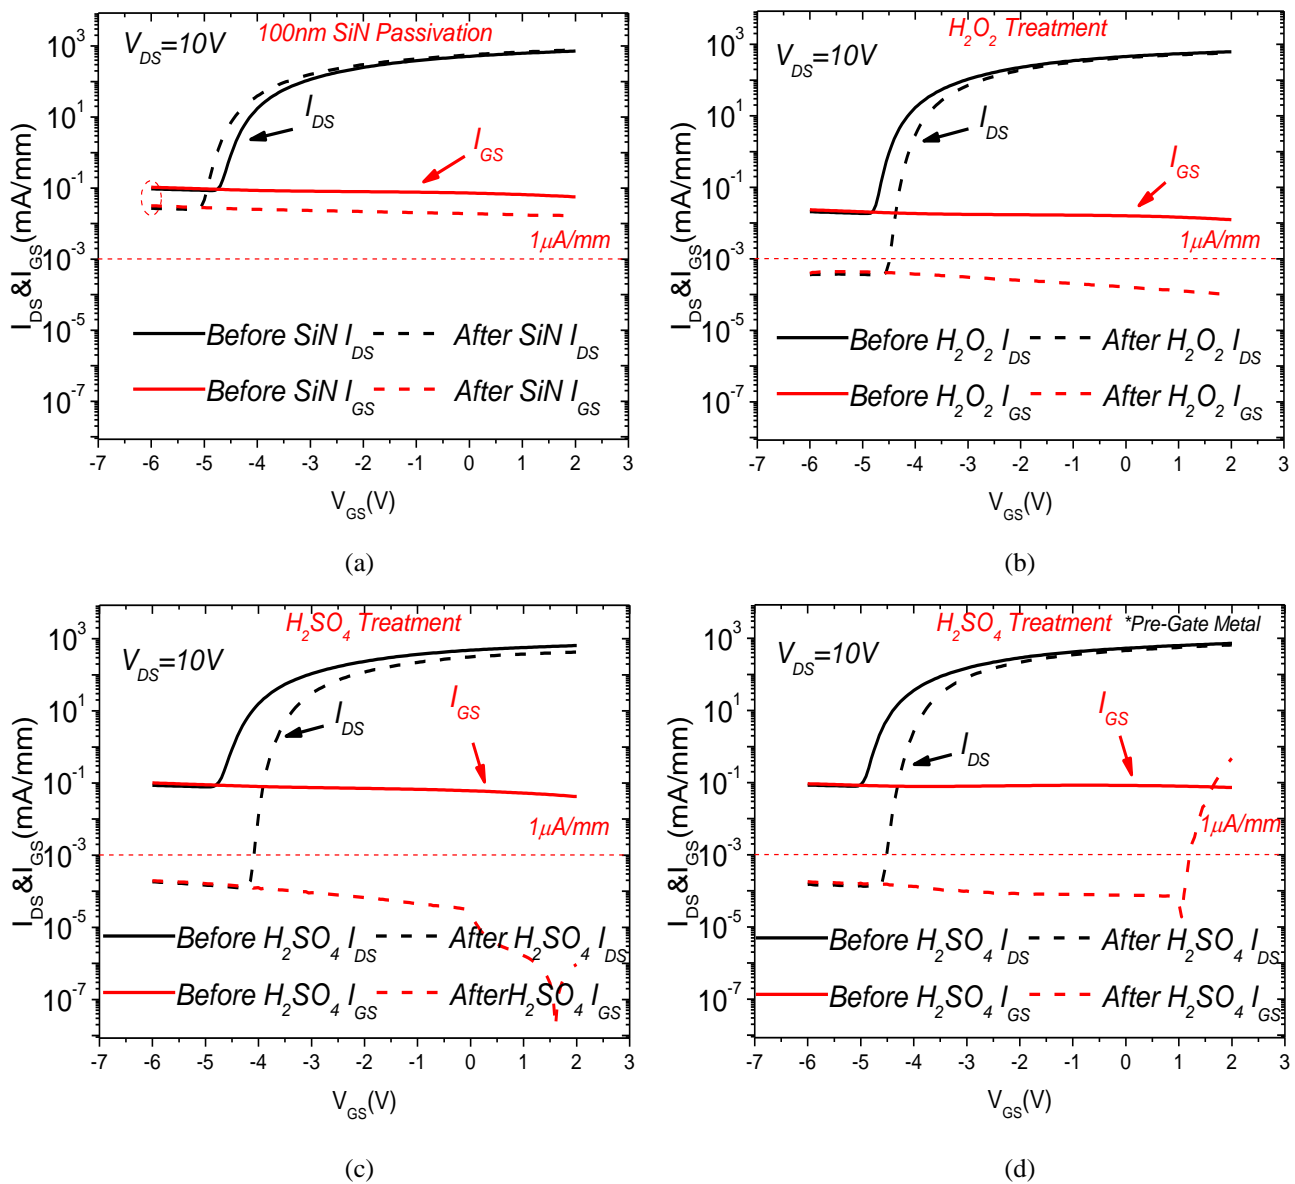 V_DS=10V 100nm SiN Passivation
I_DS
I_GS
1μA/mm
Before SiN I_DS After SiN I_DS
Before SiN I_GS After SiN I_GS
10^3
10^1
10^-1
10^-3
10^-5
10^-7
I_DS&I_GS(mA/mm)
-7 -6 -5 -4 -3 -2 -1 0 1 2 3
V_GS(V)
(a)
H_2O_2 Treatment
V_DS=10V
I_DS
I_GS
1μA/mm
Before H_2O_2 I_DS After H_2O_2 I_DS
Before H_2O_2 I_GS After H_2O_2 I_GS
10^3
10^1
10^-1
10^-3
10^-5
10^-7
I_DS&I_GS(mA/mm)
-7 -6 -5 -4 -3 -2 -1 0 1 2 3
V_GS(V)
(b)
H_2SO_4 Treatment
V_DS=10V
I_GS
I_DS
1μA/mm
Before H_2SO_4 I_DS After H_2SO_4 I_DS
Before H_2SO_4 I_GS AfterH_2SO_4 I_GS
10^3
10^1
10^-1
10^-3
10^-5
10^-7
I_DS&I_GS(mA/mm)
-7 -6 -5 -4 -3 -2 -1 0 1 2 3
V_GS(V)
(c)
H_2SO_4 Treatment *Pre-Gate Metal
V_DS=10V
I_GS
I_DS
1μA/mm
Before H_2SO_4 I_DS After H_2SO_4 I_DS
Before H_2SO_4 I_GS After H_2SO_4 I_GS
10^3
10^1
10^-1
10^-3
10^-5
10^-7
I_DS&I_GS(mA/mm)
-7 -6 -5 -4 -3 -2 -1 0 1 2 3
V_GS(V)
(d)